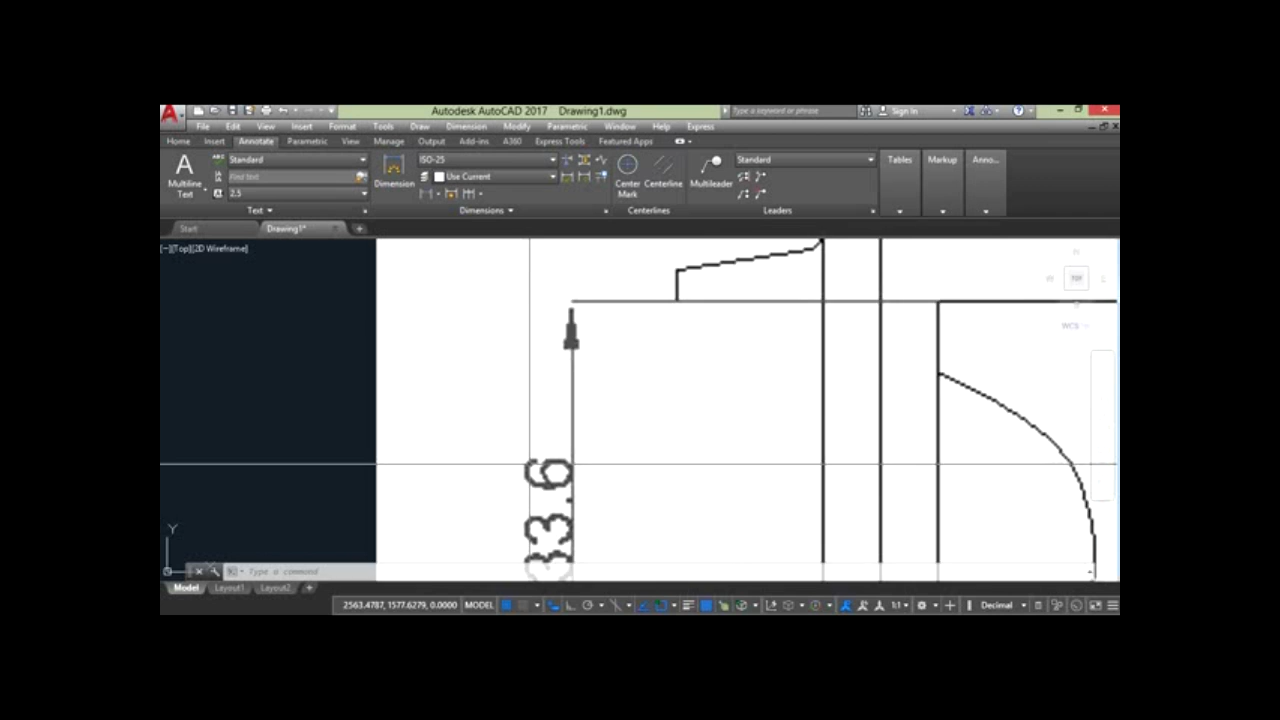 Autodesk AutoCAD 2017 Drawing1.dwg
Type a keyword or phrase
Sign In
File Edit View Insert Format Tools Draw Dimension Modify Parametric Window Help Express
Home Insert Annotate Parametric View Manage Output Add-ins A360 Express Tools Featured Apps
A ABC Standard ISO-25 Standard
Multiline Text Find text Dimension Use Current Center Mark Centerline Multileader Tables Markup Anno...
2.5
Text Dimensions Centerlines Leaders
Start Drawing1*
[−][Top][2D Wireframe]
TOP
WCS
33.6
Y
Type a command
Model Layout1 Layout2
2563.4787, 1577.6279, 0.0000 MODEL 1:1 Decimal